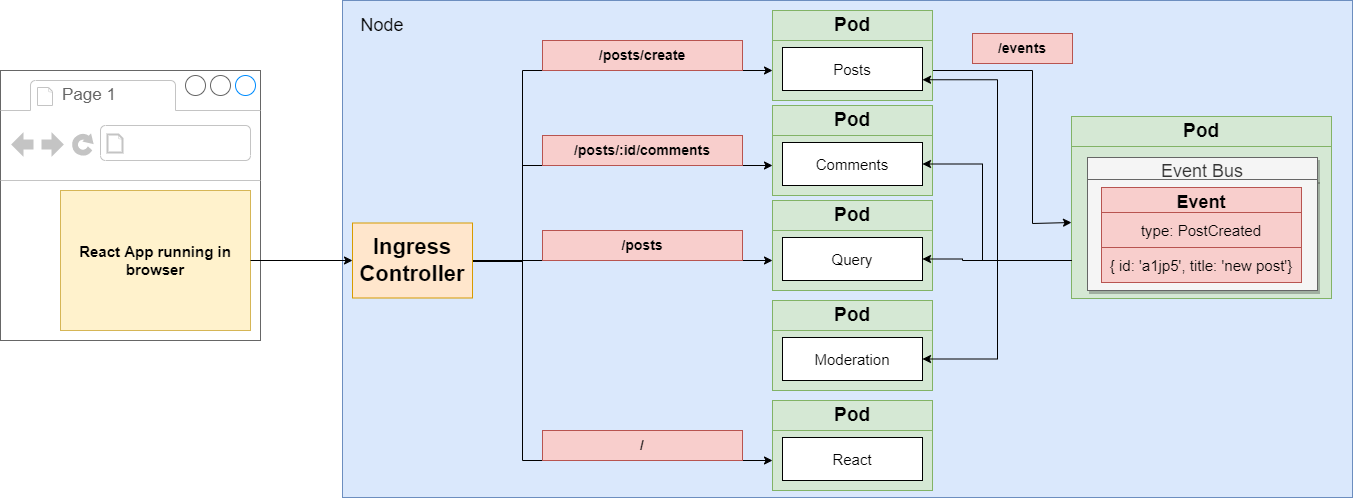 Node
Page 1
React App running in
browser
Ingress
Controller
/posts/create
/posts/:id/comments
/posts
/
Pod
Posts
Pod
Comments
Pod
Query
Pod
Moderation
Pod
React
/events
Pod
Event Bus
Event
type: PostCreated
{ id: 'a1jp5', title: 'new post'}